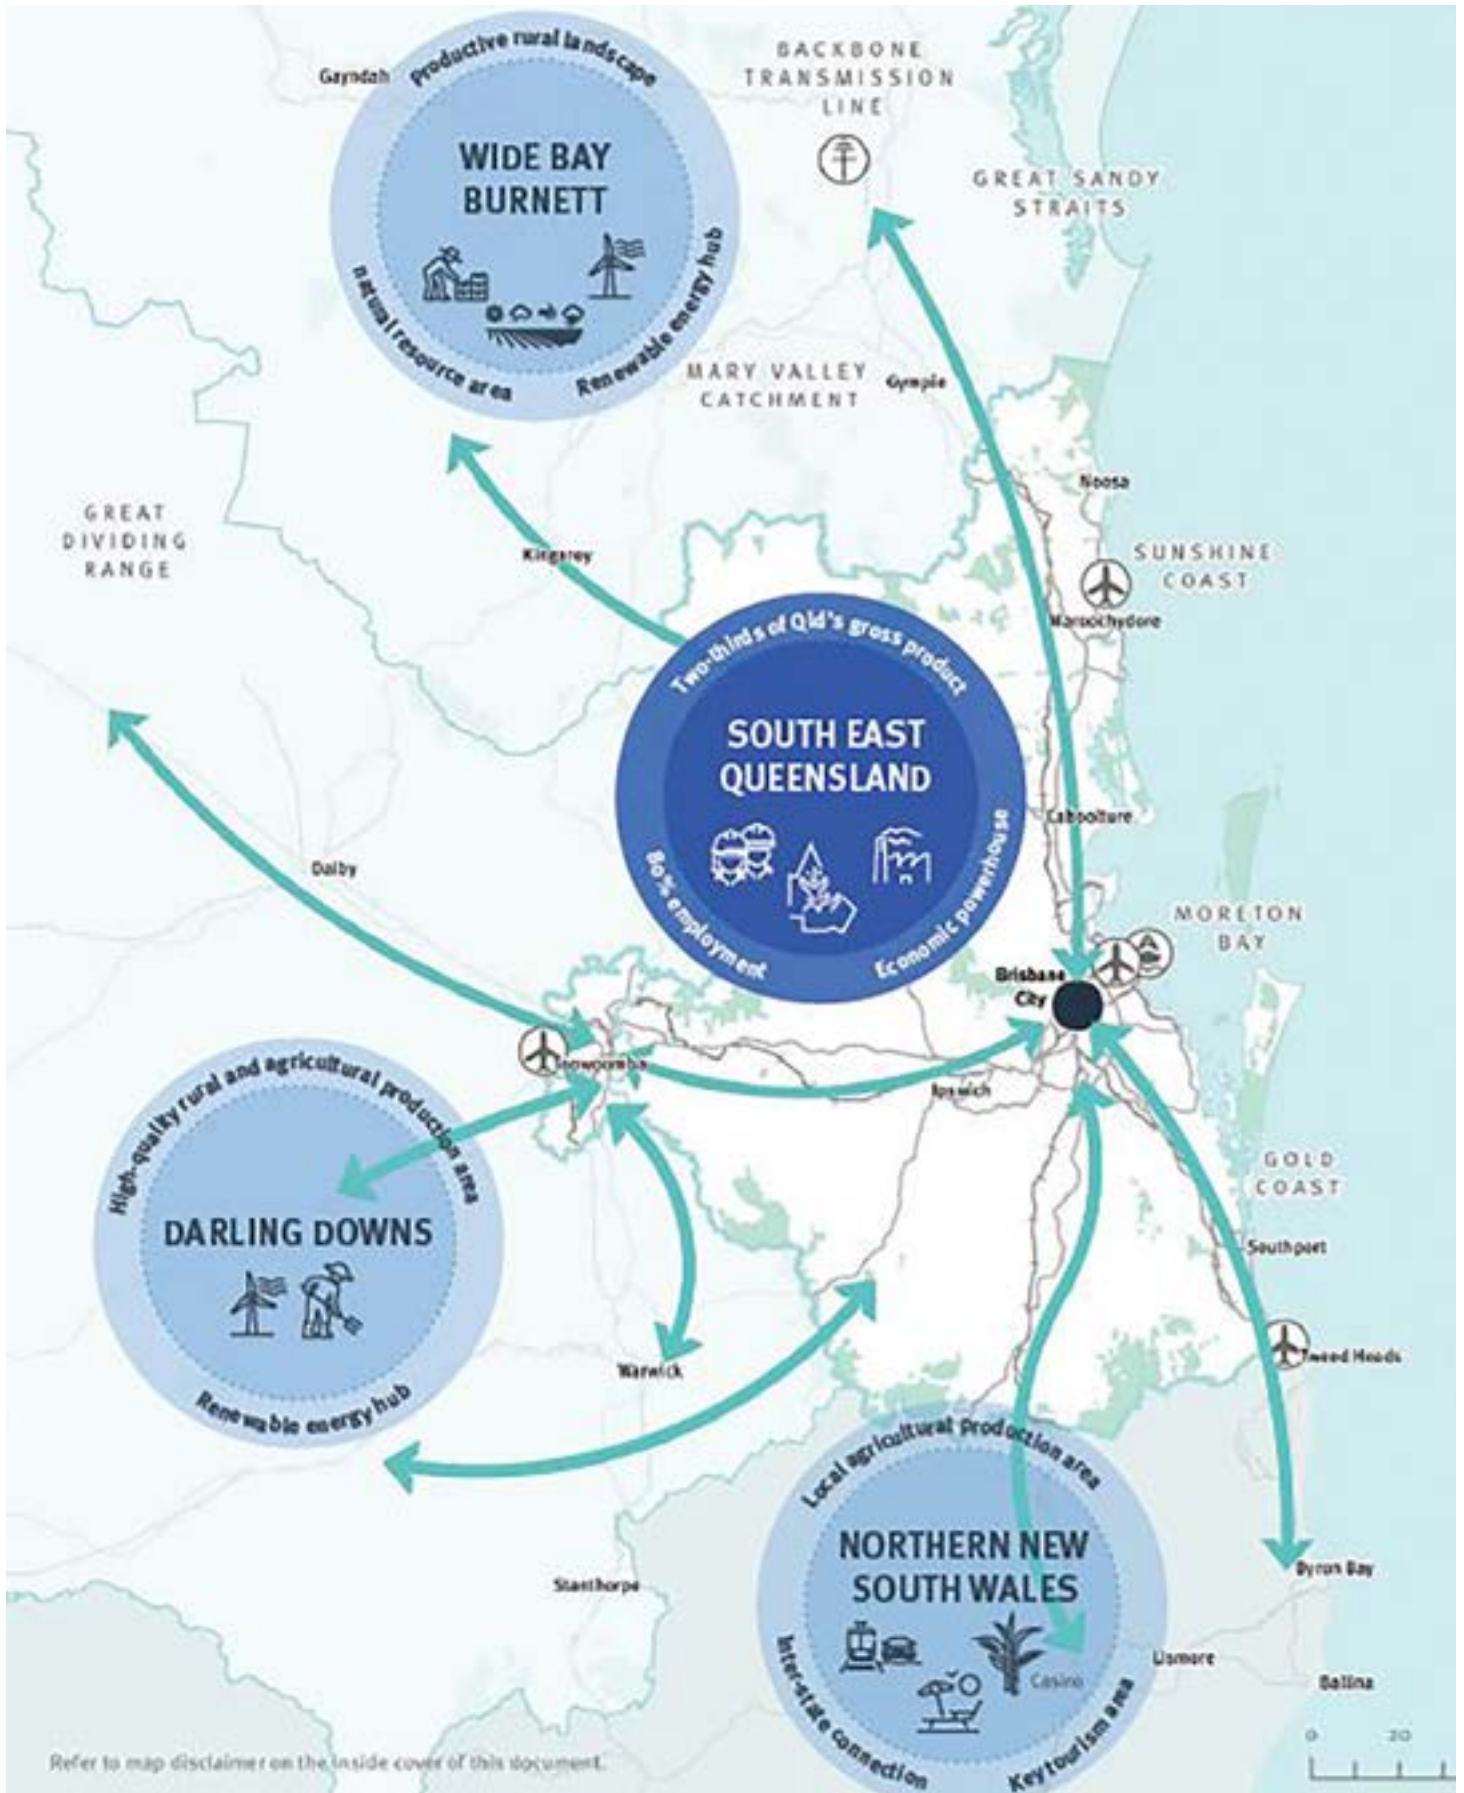 BACKBONE
TRANSMISSION
LINE
Gayndah
Productive rural landscape
WIDE BAY
BURNETT
natural resource area
Renewable energy hub
GREAT SANDY
STRAITS
MARY VALLEY
CATCHMENT
Gympie
Noosa
GREAT
DIVIDING
RANGE
Kingaroy
SUNSHINE
COAST
Maroochydore
Two-thirds of Qld's gross product
SOUTH EAST
QUEENSLAND
80% employment
Economic powerhouse
Caboolture
Dalby
MORETON
BAY
Brisbane
City
Toowoomba
Ipswich
High-quality rural and agricultural production area
DARLING DOWNS
Renewable energy hub
GOLD
COAST
Southport
Tweed Heads
Warwick
Local agricultural production area
NORTHERN NEW
SOUTH WALES
Inter-state connection
Key tourism area
Casino
Stanthorpe
Byron Bay
Lismore
Ballina
0 20
Refer to map disclaimer on the inside cover of this document.